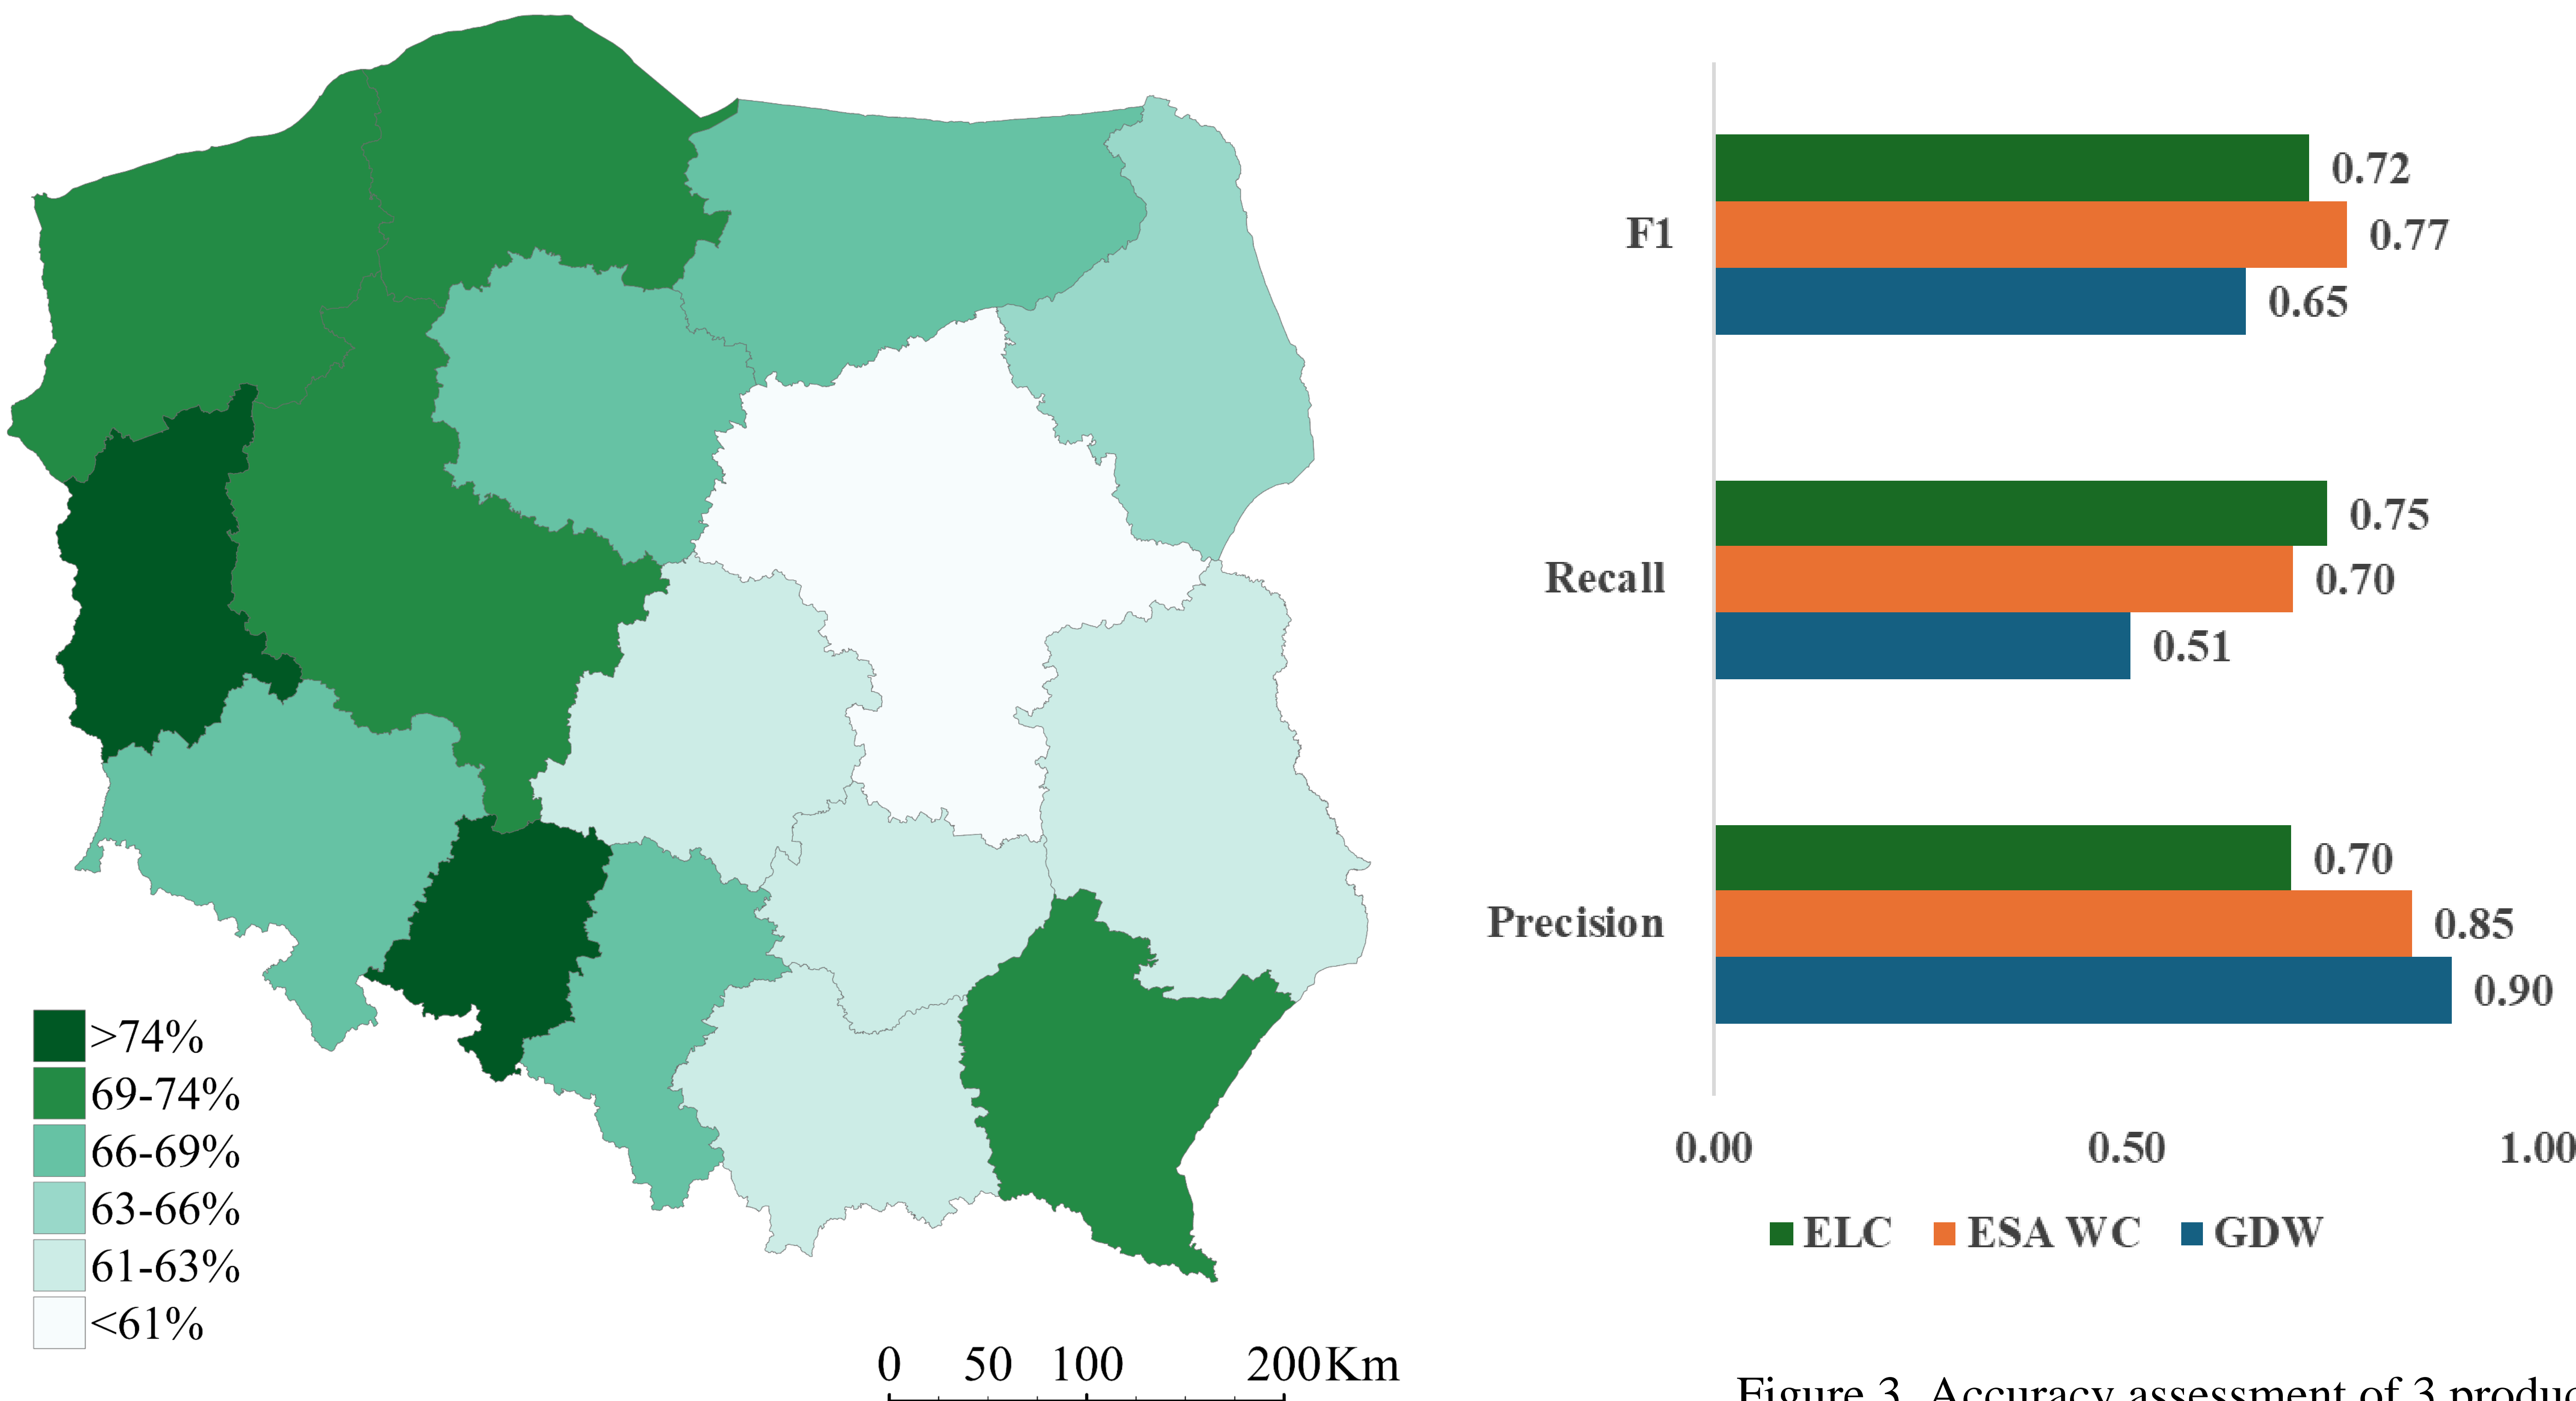 >74%
69-74%
66-69%
63-66%
61-63%
<61%
0 50 100 200Km
F1
0.72
0.77
0.65
Recall
0.75
0.70
0.51
Precision
0.70
0.85
0.90
0.00 0.50 1.00
ELC ESA WC GDW
Figure 3. Accuracy assessment of 3